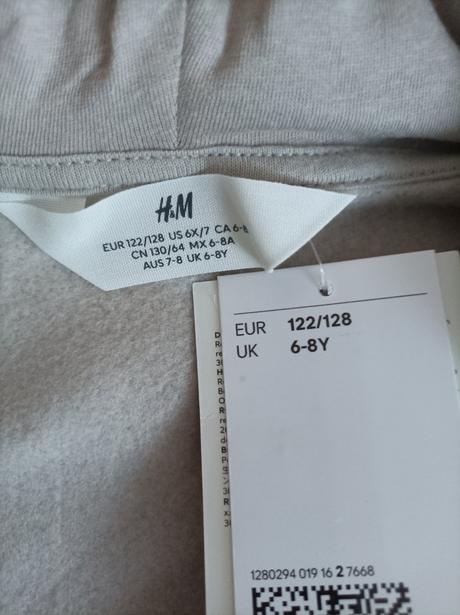 H&M
EUR 122/128 US 6X/7 CA 6-8
CN 130/64 MX 6-8A
AUS 7-8 UK 6-8Y
EUR 122/128
UK 6-8Y
1280294 019 16 2 7668